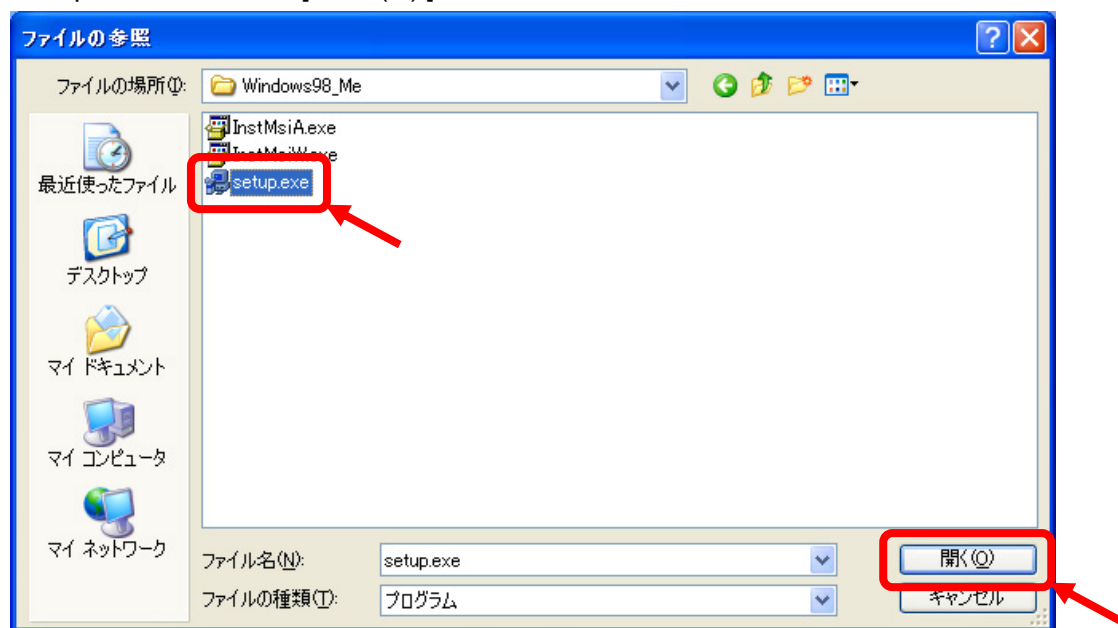 ファイルの参照
ファイルの場所(I):
Windows98_Me
InstMsiA.exe
InstMsiW.exe
setup.exe
最近使ったファイル
デスクトップ
マイ ドキュメント
マイ コンピュータ
マイ ネットワーク
ファイル名(N):
setup.exe
開く(O)
ファイルの種類(T):
プログラム
キャンセル